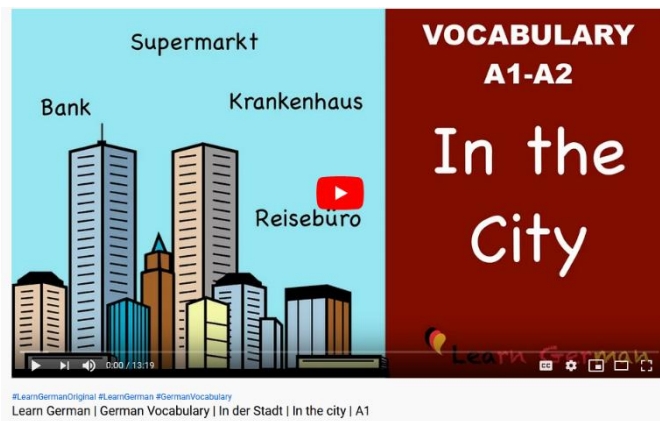 Supermarkt
Bank
Krankenhaus
Reisebüro
VOCABULARY
A1-A2
In the
City
Learn German
0:00 / 13:19
CC
#LearnGermanOriginal #LearnGerman #GermanVocabulary
Learn German | German Vocabulary | In der Stadt | In the city | A1